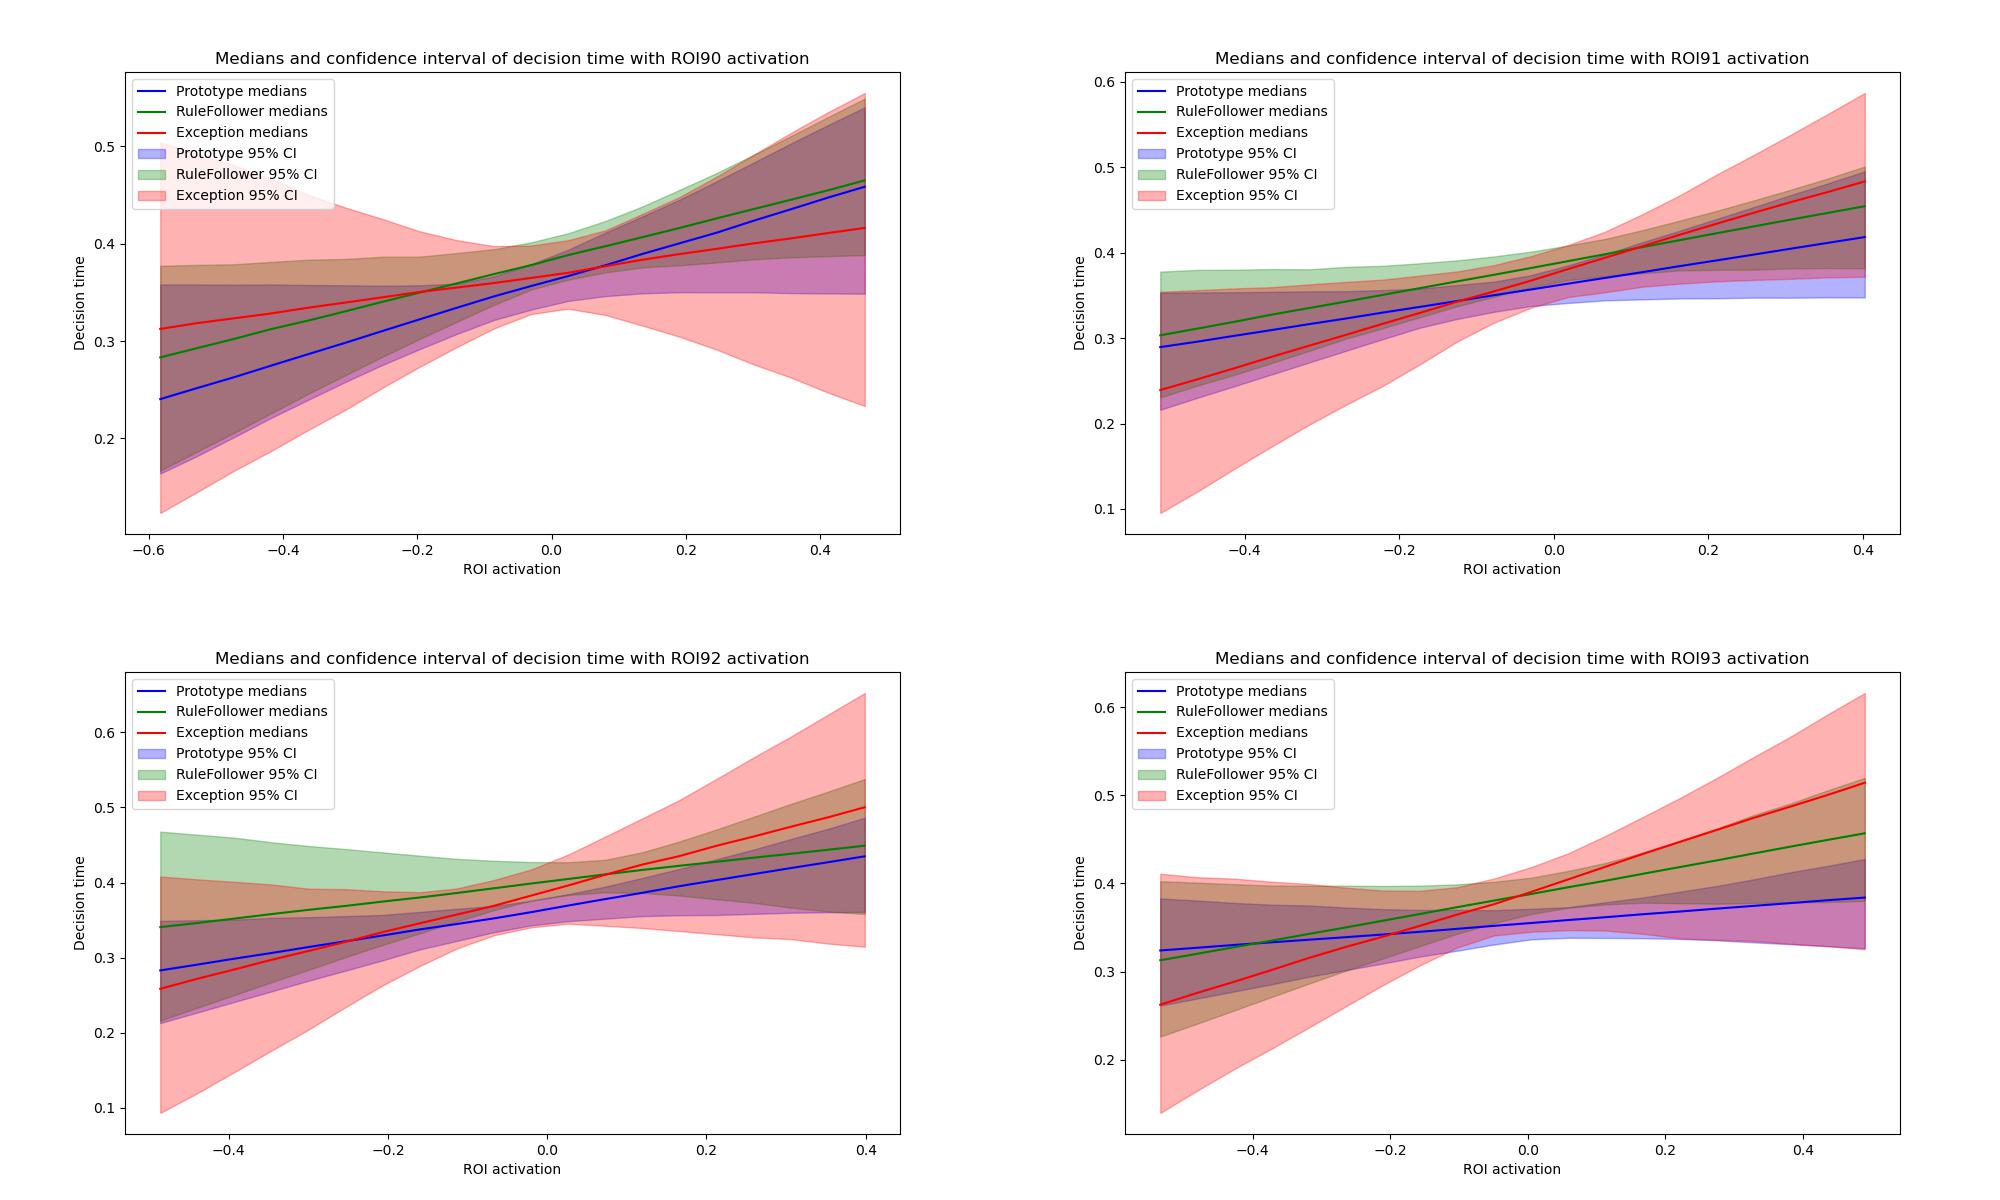 Medians and confidence interval of decision time with ROI90 activation
Prototype medians
RuleFollower medians
Exception medians
Prototype 95% CI
RuleFollower 95% CI
Exception 95% CI
Decision time
0.5
0.4
0.3
0.2
−0.6 −0.4 −0.2 0.0 0.2 0.4
ROI activation
Medians and confidence interval of decision time with ROI91 activation
Prototype medians
RuleFollower medians
Exception medians
Prototype 95% CI
RuleFollower 95% CI
Exception 95% CI
Decision time
0.6
0.5
0.4
0.3
0.2
0.1
−0.4 −0.2 0.0 0.2 0.4
ROI activation
Medians and confidence interval of decision time with ROI92 activation
Prototype medians
RuleFollower medians
Exception medians
Prototype 95% CI
RuleFollower 95% CI
Exception 95% CI
Decision time
0.6
0.5
0.4
0.3
0.2
0.1
−0.4 −0.2 0.0 0.2 0.4
ROI activation
Medians and confidence interval of decision time with ROI93 activation
Prototype medians
RuleFollower medians
Exception medians
Prototype 95% CI
RuleFollower 95% CI
Exception 95% CI
Decision time
0.6
0.5
0.4
0.3
0.2
−0.4 −0.2 0.0 0.2 0.4
ROI activation